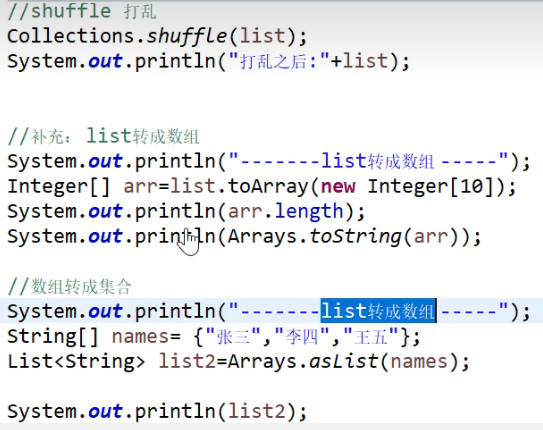 //shuffle 打乱
Collections.shuffle(list);
System.out.println("打乱之后:"+list);
//补充: list转成数组
System.out.println("-------list转成数组 -----");
Integer[] arr=list.toArray(new Integer[10]);
System.out.println(arr.length);
System.out.println(Arrays.toString(arr));
//数组转成集合
System.out.println("-------list转成数组 -----");
String[] names= {"张三","李四","王五"};
List<String> list2=Arrays.asList(names);
System.out.println(list2);